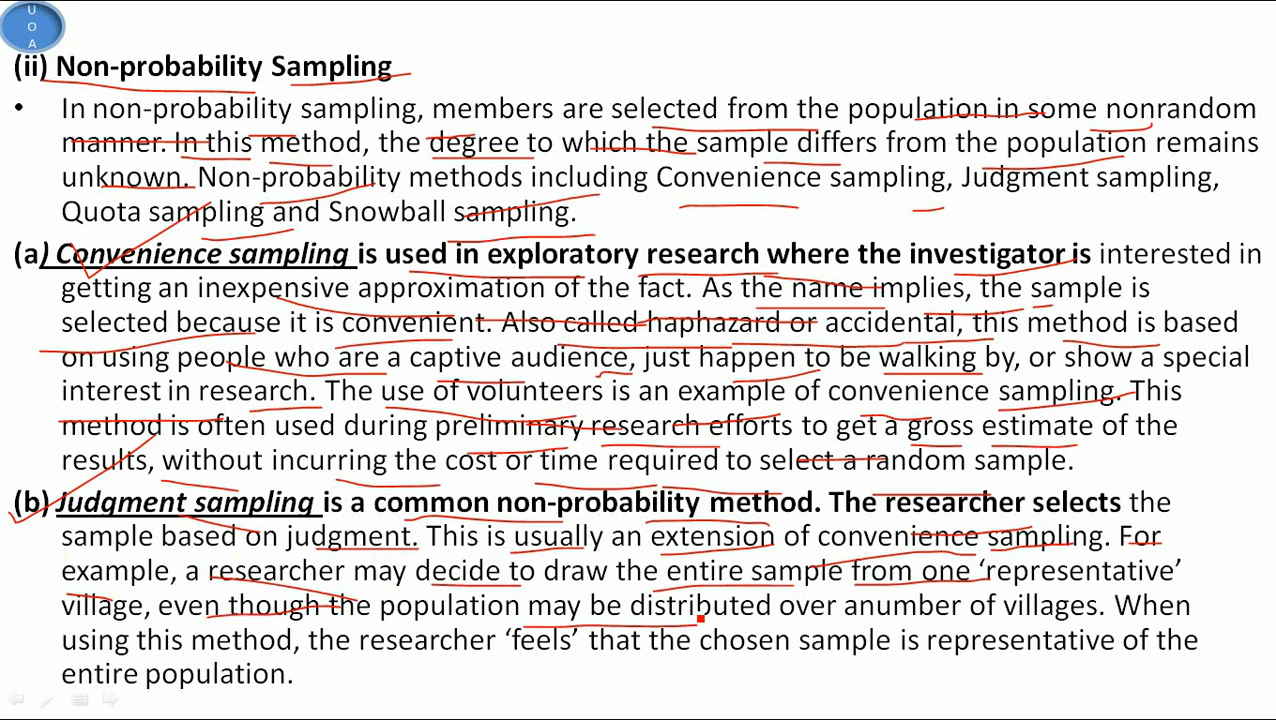 U
O
A
(ii) Non-probability Sampling
• In non-probability sampling, members are selected from the population in some nonrandom
manner. In this method, the degree to which the sample differs from the population remains
unknown. Non-probability methods including Convenience sampling, Judgment sampling,
Quota sampling and Snowball sampling.
(a) Convenience sampling is used in exploratory research where the investigator is interested in
getting an inexpensive approximation of the fact. As the name implies, the sample is
selected because it is convenient. Also called haphazard or accidental, this method is based
on using people who are a captive audience, just happen to be walking by, or show a special
interest in research. The use of volunteers is an example of convenience sampling. This
method is often used during preliminary research efforts to get a gross estimate of the
results, without incurring the cost or time required to select a random sample.
(b) Judgment sampling is a common non-probability method. The researcher selects the
sample based on judgment. This is usually an extension of convenience sampling. For
example, a researcher may decide to draw the entire sample from one ‘representative’
village, even though the population may be distributed over anumber of villages. When
using this method, the researcher ‘feels’ that the chosen sample is representative of the
entire population.